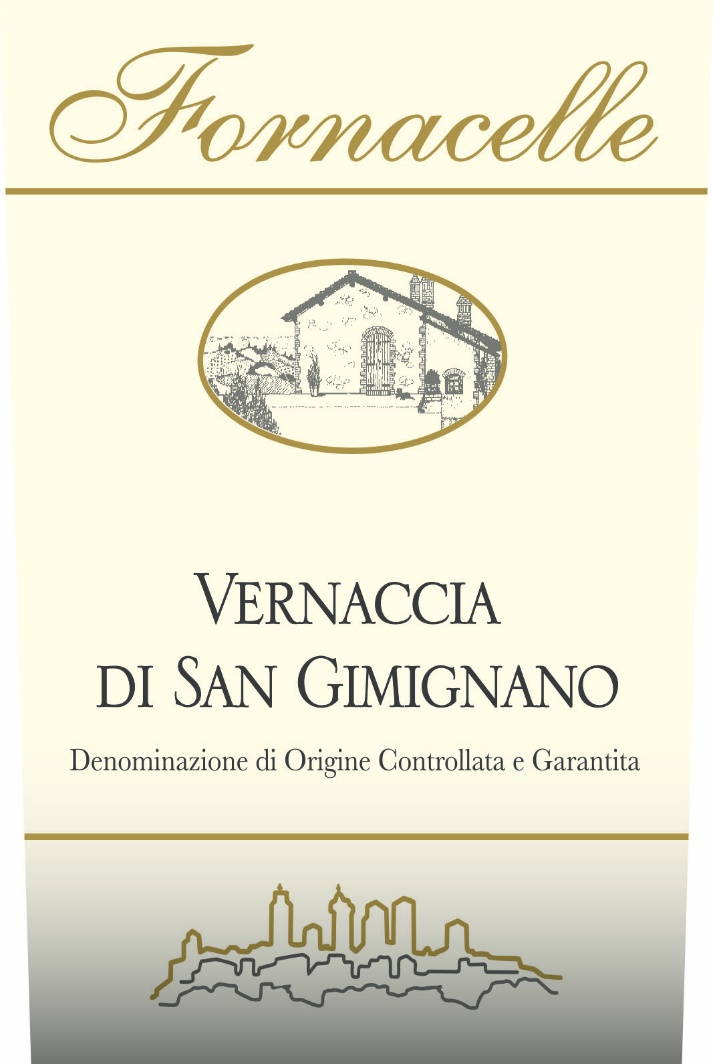 Fornacelle
VERNACCIA
DI SAN GIMIGNANO
Denominazione di Origine Controllata e Garantita